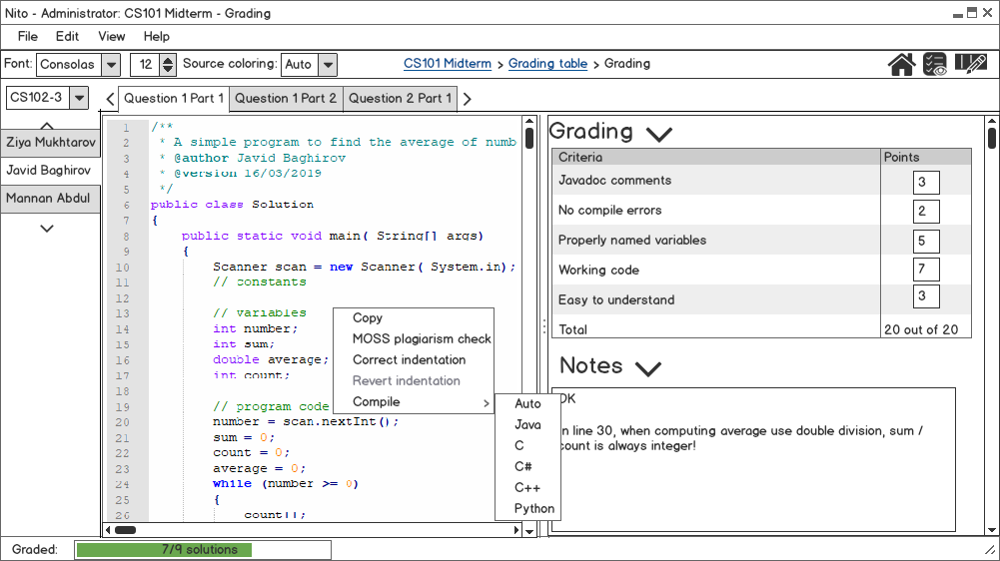 Nito - Administrator: CS101 Midterm - Grading
File Edit View Help
Font: Consolas 12 Source coloring: Auto CS101 Midterm > Grading table > Grading
CS102-3 Question 1 Part 1 Question 1 Part 2 Question 2 Part 1
Ziya Mukhtarov
Javid Baghirov
Mannan Abdul
1 /**
2 * A simple program to find the average of numb
3 * @author Javid Baghirov
4 * @version 16/03/2019
5 */
6 public class Solution
7 {
8 public static void main( String[] args)
9 {
10 Scanner scan = new Scanner( System.in);
11 // constants
12
13 // variables
14 int number;
15 int sum;
16 double average;
17 int count;
18
19 // program code
20 number = scan.nextInt();
21 sum = 0;
22 count = 0;
23 average = 0;
24 while (number >= 0)
25 {
26 count++;
Copy
MOSS plagiarism check
Correct indentation
Revert indentation
Compile >
Auto
Java
C
C#
C++
Python
Grading
Criteria Points
Javadoc comments 3
No compile errors 2
Properly named variables 5
Working code 7
Easy to understand 3
Total 20 out of 20
Notes
OK
n line 30, when computing average use double division, sum /
count is always integer!
Graded: 7/9 solutions